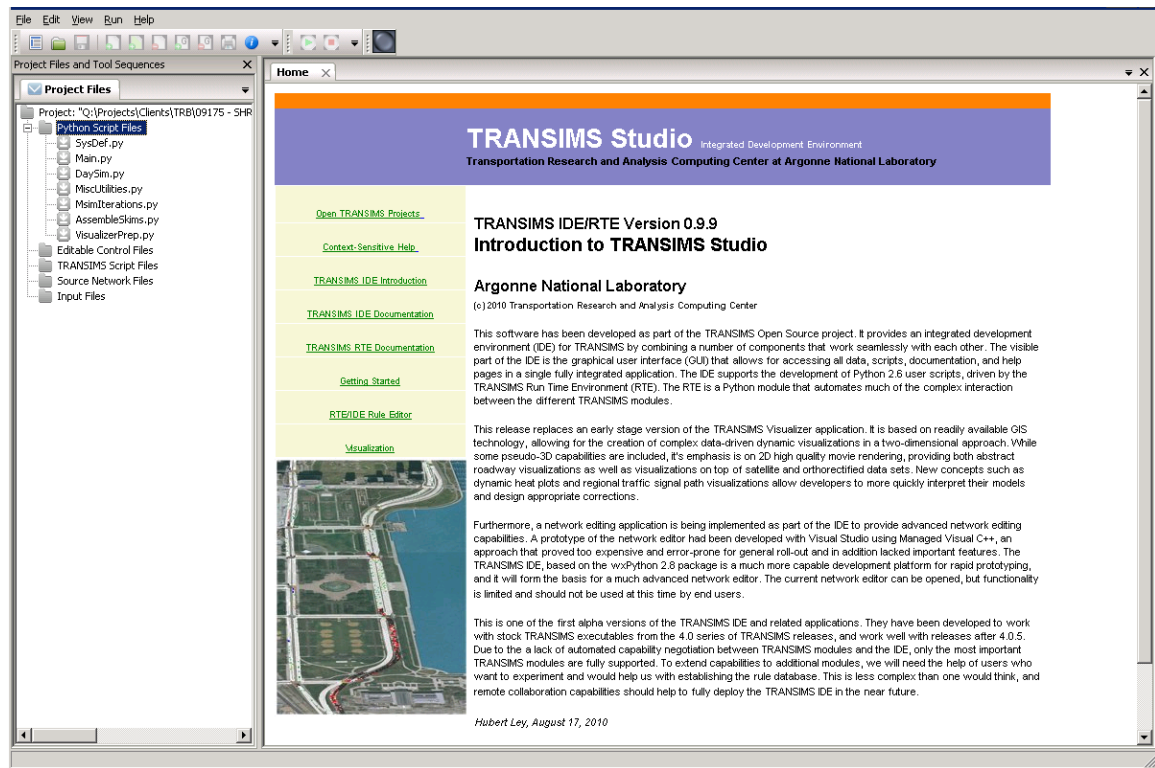 File Edit View Run Help
Project Files and Tool Sequences
Project Files
Project: "Q:\Projects\Clients\TRB\09175 - SHR
Python Script Files
SysDef.py
Main.py
DaySim.py
MiscUtilities.py
MsimIterations.py
AssembleSkims.py
VisualizerPrep.py
Editable Control Files
TRANSIMS Script Files
Source Network Files
Input Files
Home
TRANSIMS Studio Integrated Development Environment
Transportation Research and Analysis Computing Center at Argonne National Laboratory
Open TRANSIMS Projects
Context-Sensitive Help
TRANSIMS IDE Introduction
TRANSIMS IDE Documentation
TRANSIMS RTE Documentation
Getting Started
RTE/IDE Rule Editor
Visualization
TRANSIMS IDE/RTE Version 0.9.9
Introduction to TRANSIMS Studio
Argonne National Laboratory
(c) 2010 Transportation Research and Analysis Computing Center
This software has been developed as part of the TRANSIMS Open Source project. It provides an integrated development
environment (IDE) for TRANSIMS by combining a number of components that work seamlessly with each other. The visible
part of the IDE is the graphical user interface (GUI) that allows for accessing all data, scripts, documentation, and help
pages in a single fully integrated application. The IDE supports the development of Python 2.6 user scripts, driven by the
TRANSIMS Run Time Environment (RTE). The RTE is a Python module that automates much of the complex interaction
between the different TRANSIMS modules.
This release replaces an early stage version of the TRANSIMS Visualizer application. It is based on readily available GIS
technology, allowing for the creation of complex data-driven dynamic visualizations in a two-dimensional approach. While
some pseudo-3D capabilities are included, it's emphasis is on 2D high quality movie rendering, providing both abstract
roadway visualizations as well as visualizations on top of satellite and orthorectified data sets. New concepts such as
dynamic heat plots and regional traffic signal path visualizations allow developers to more quickly interpret their models
and design appropriate corrections.
Furthermore, a network editing application is being implemented as part of the IDE to provide advanced network editing
capabilities. A prototype of the network editor had been developed with Visual Studio using Managed Visual C++, an
approach that proved too expensive and error-prone for general roll-out and in addition lacked important features. The
TRANSIMS IDE, based on the wxPython 2.8 package is a much more capable development platform for rapid prototyping,
and it will form the basis for a much advanced network editor. The current network editor can be opened, but functionality
is limited and should not be used at this time by end users.
This is one of the first alpha versions of the TRANSIMS IDE and related applications. They have been developed to work
with stock TRANSIMS executables from the 4.0 series of TRANSIMS releases, and work well with releases after 4.0.5.
Due to the a lack of automated capability negotiation between TRANSIMS modules and the IDE, only the most important
TRANSIMS modules are fully supported. To extend capabilities to additional modules, we will need the help of users who
want to experiment and would help us with establishing the rule database. This is less complex than one would think, and
remote collaboration capabilities should help to fully deploy the TRANSIMS IDE in the near future.
Hubert Ley, August 17, 2010